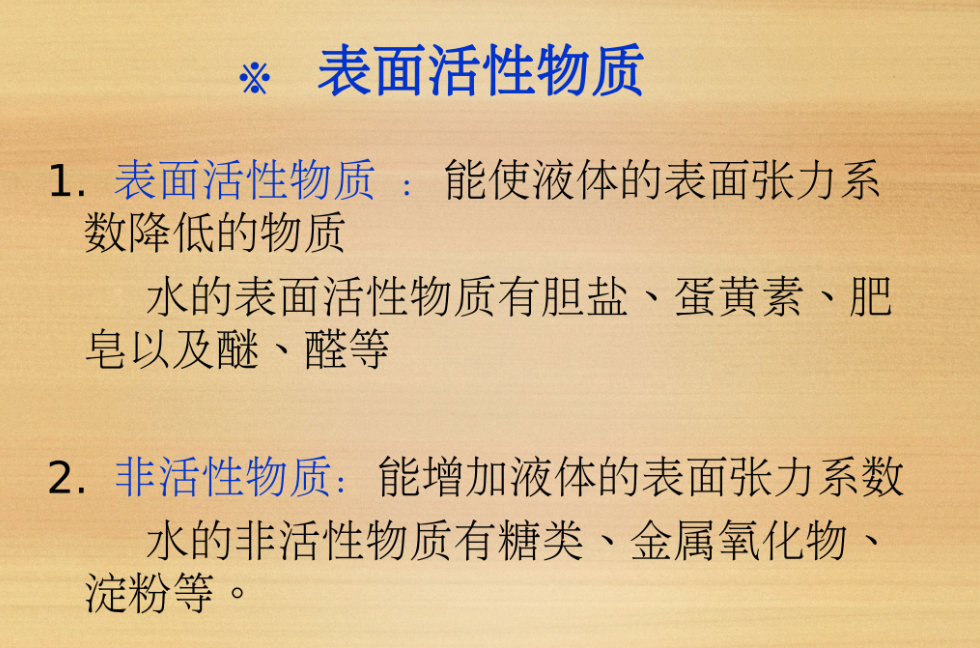 ※ 表面活性物质
1. 表面活性物质 ： 能使液体的表面张力系
数降低的物质
水的表面活性物质有胆盐、蛋黄素、肥
皂以及醚、醛等
2. 非活性物质: 能增加液体的表面张力系数
水的非活性物质有糖类、金属氧化物、
淀粉等。